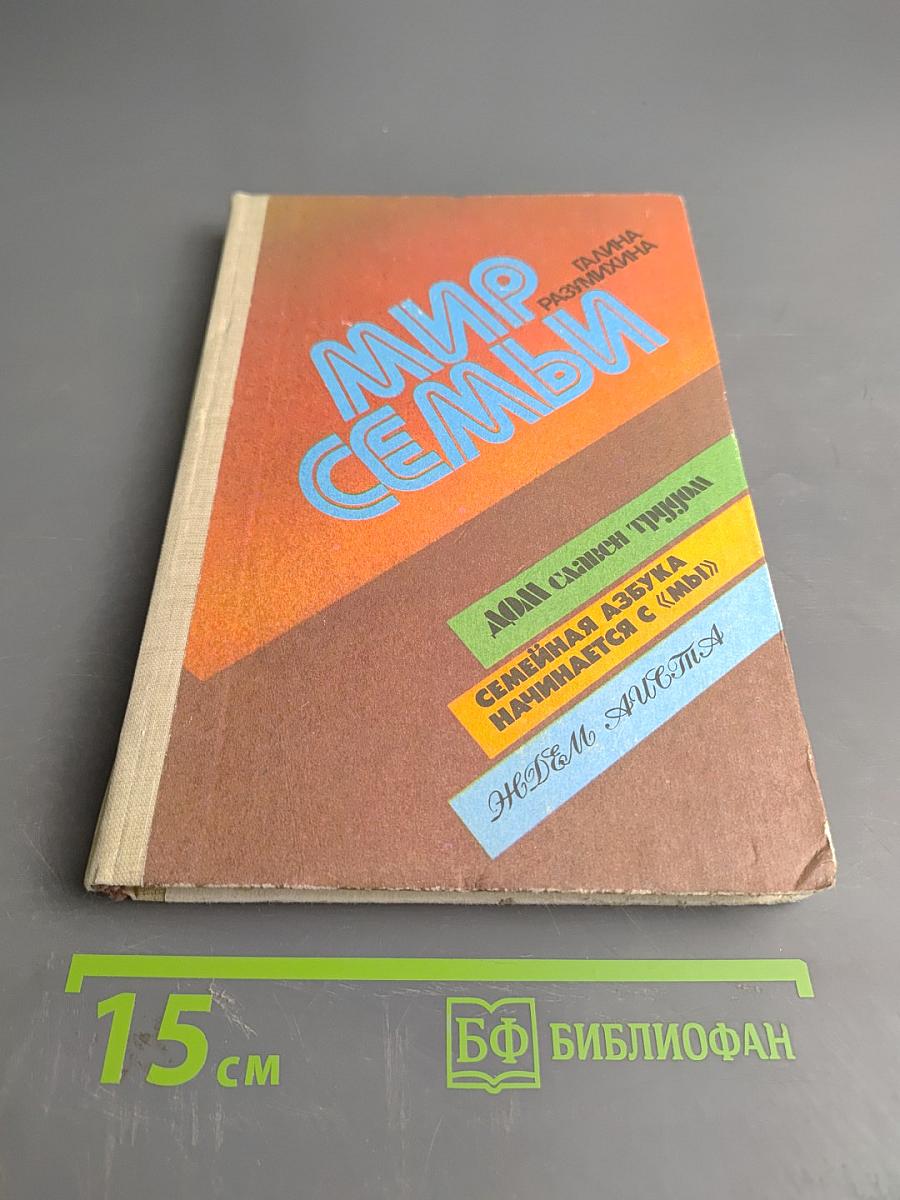 ГАЛИНА
РАЗУМИХИНА
МИР
СЕМЬИ
ДОМ славен трудом
СЕМЕЙНАЯ АЗБУКА
НАЧИНАЕТСЯ С «МЫ»
ЖДЕМ АИСТА
15 см
БФ БИБЛИОФАН